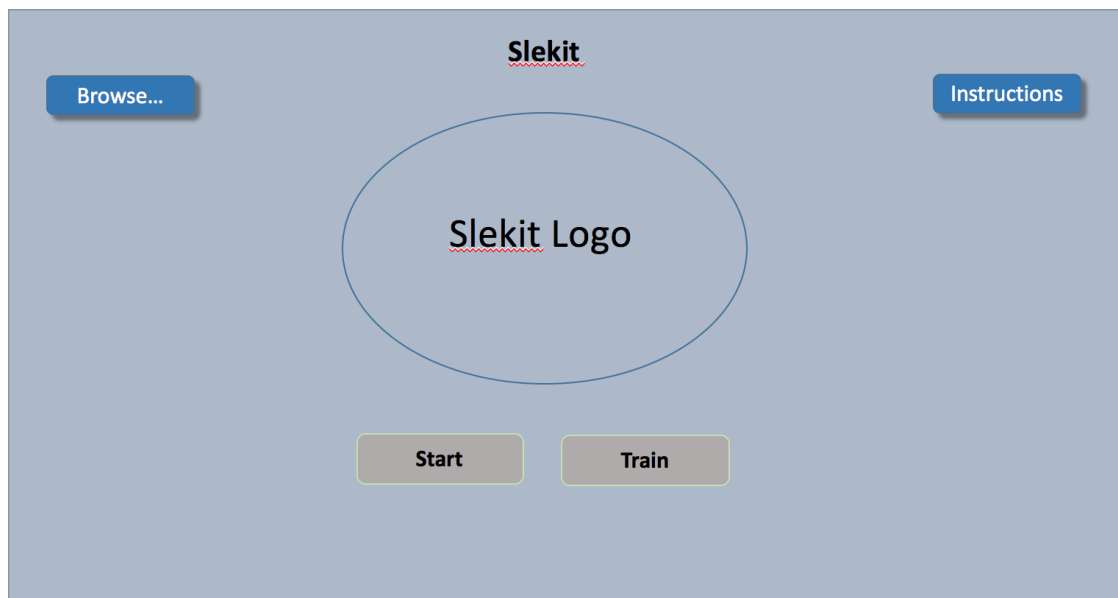 Slekit
Browse...
Instructions
Slekit Logo
Start
Train